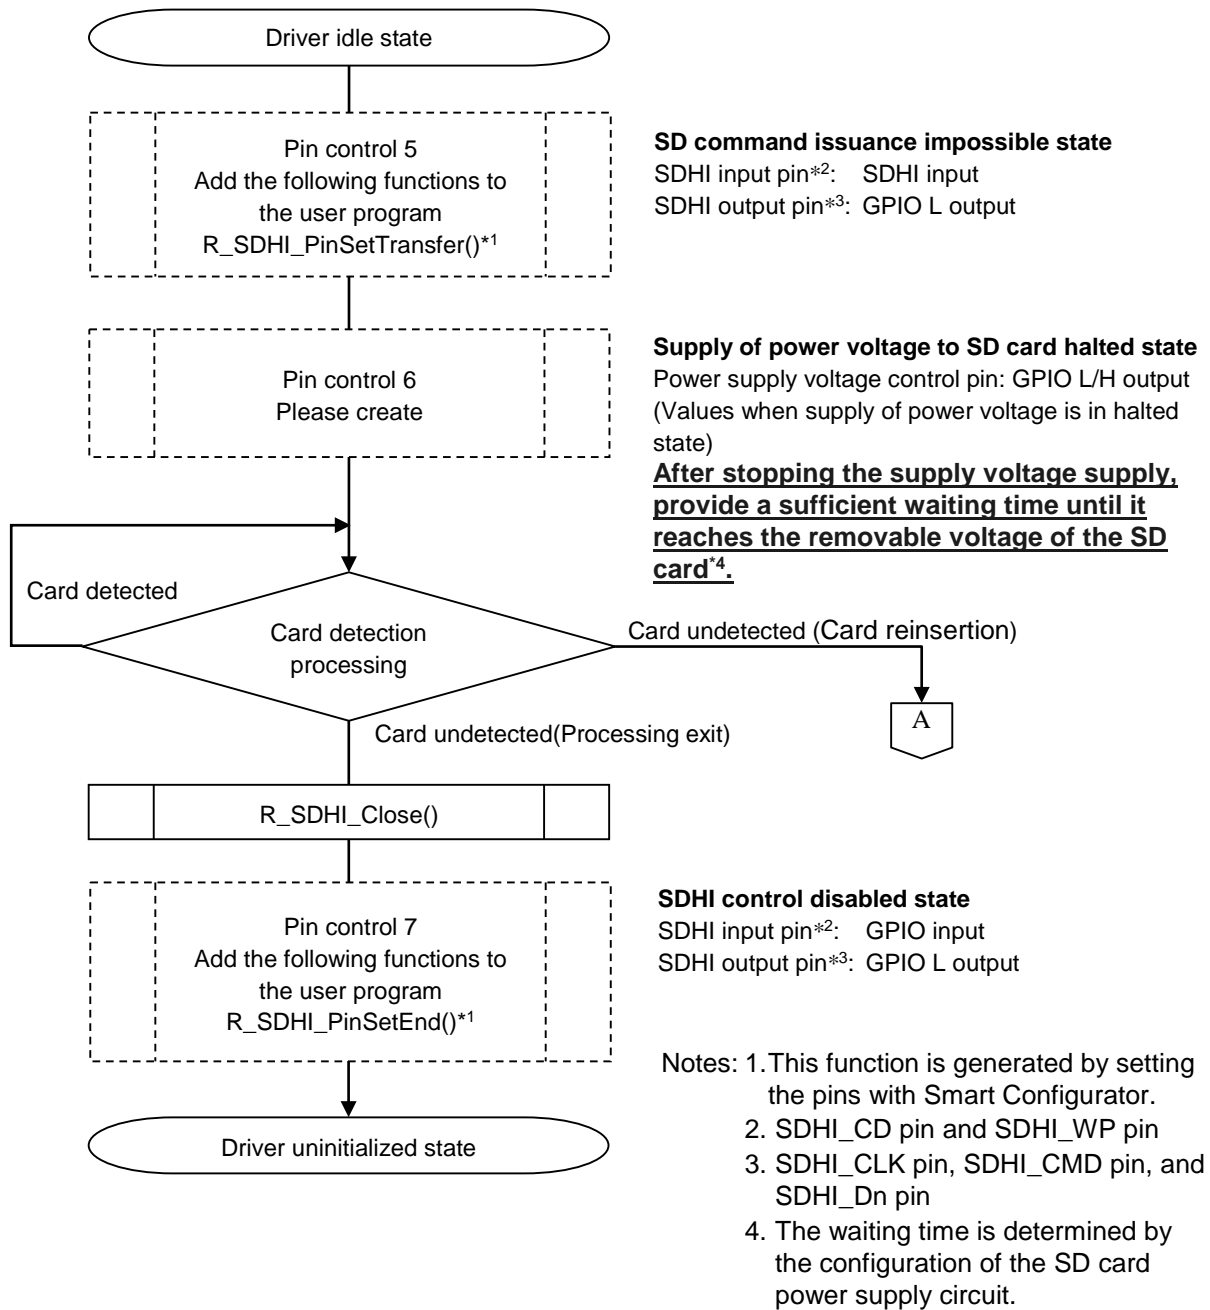 Driver idle state
Pin control 5
Add the following functions to
the user program
R_SDHI_PinSetTransfer()*1
SD command issuance impossible state
SDHI input pin*2: SDHI input
SDHI output pin*3: GPIO L output
Pin control 6
Please create
Supply of power voltage to SD card halted state
Power supply voltage control pin: GPIO L/H output
(Values when supply of power voltage is in halted
state)
After stopping the supply voltage supply,
provide a sufficient waiting time until it
reaches the removable voltage of the SD
card*4.
Card detected
Card detection
processing
Card undetected (Card reinsertion)
A
Card undetected(Processing exit)
R_SDHI_Close()
Pin control 7
Add the following functions to
the user program
R_SDHI_PinSetEnd()*1
SDHI control disabled state
SDHI input pin*2: GPIO input
SDHI output pin*3: GPIO L output
Driver uninitialized state
Notes: 1.This function is generated by setting
the pins with Smart Configurator.
2. SDHI_CD pin and SDHI_WP pin
3. SDHI_CLK pin, SDHI_CMD pin, and
SDHI_Dn pin
4. The waiting time is determined by
the configuration of the SD card
power supply circuit.